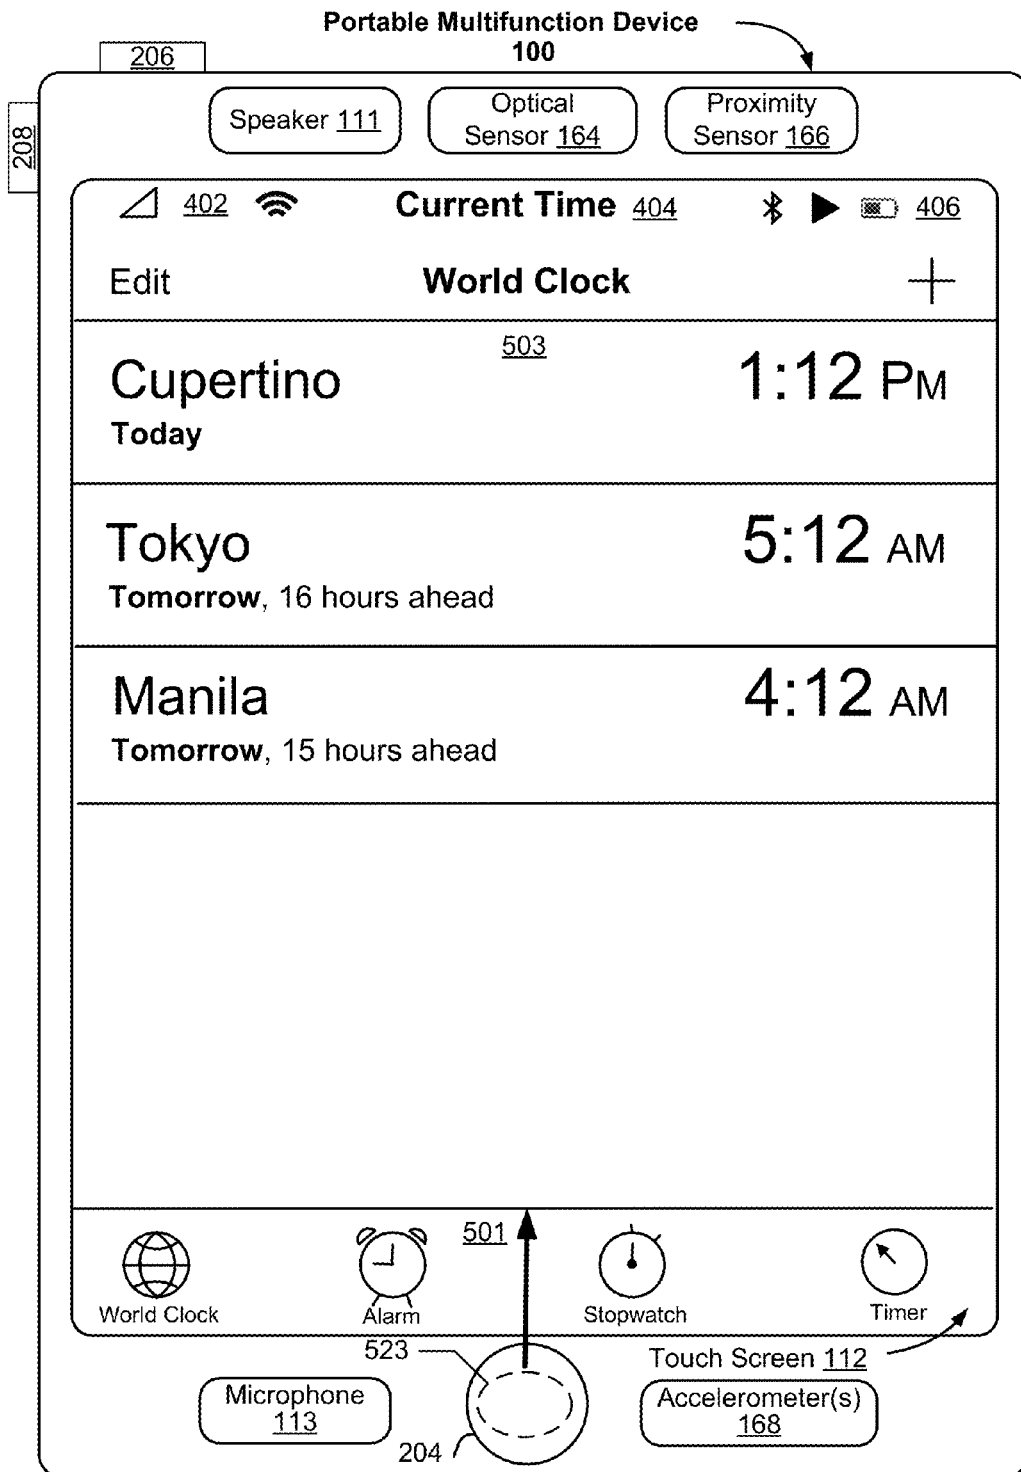 Portable Multifunction Device
100
206
208
Speaker 111
Optical
Sensor 164
Proximity
Sensor 166
402 Current Time 404 406
Edit World Clock
503
Cupertino 1:12 PM
Today
Tokyo 5:12 AM
Tomorrow, 16 hours ahead
Manila 4:12 AM
Tomorrow, 15 hours ahead
501
World Clock Alarm Stopwatch Timer
523
Touch Screen 112
Microphone
113
Accelerometer(s)
168
204